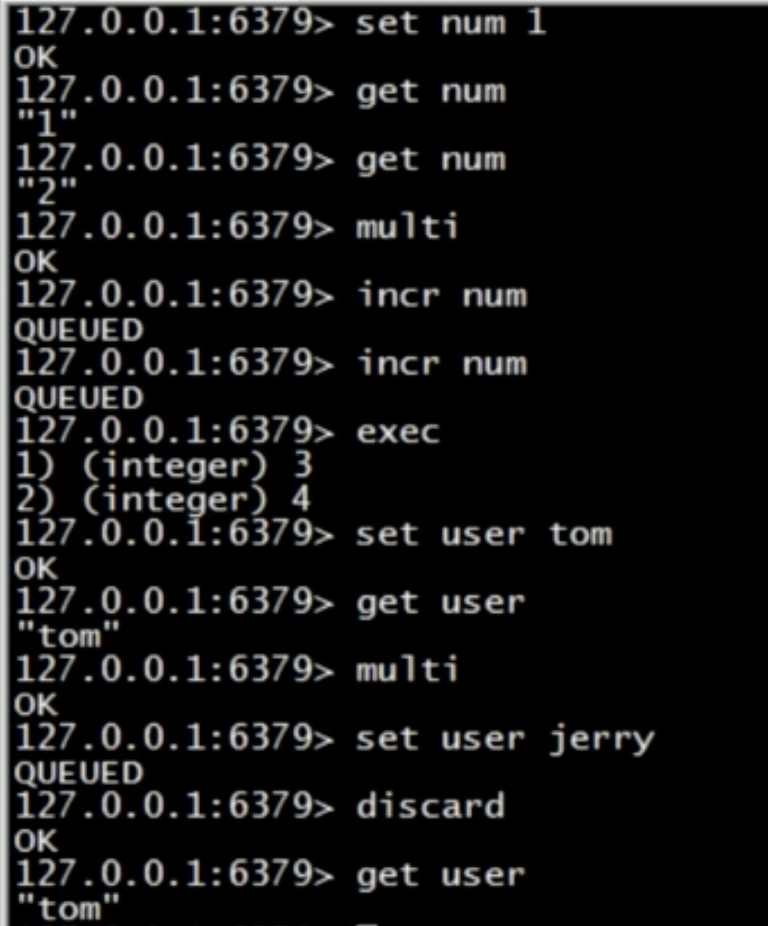 127.0.0.1:6379> set num 1
OK
127.0.0.1:6379> get num
"1"
127.0.0.1:6379> get num
"2"
127.0.0.1:6379> multi
OK
127.0.0.1:6379> incr num
QUEUED
127.0.0.1:6379> incr num
QUEUED
127.0.0.1:6379> exec
1) (integer) 3
2) (integer) 4
127.0.0.1:6379> set user tom
OK
127.0.0.1:6379> get user
"tom"
127.0.0.1:6379> multi
OK
127.0.0.1:6379> set user jerry
QUEUED
127.0.0.1:6379> discard
OK
127.0.0.1:6379> get user
"tom"